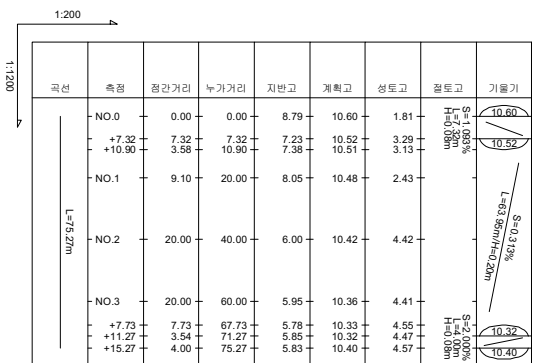 1:200
1:1200
곡선 측점 점간거리 누가거리 지반고 계획고 성토고 절토고 기울기
NO.0 0.00 0.00 8.79 10.60 1.81
+7.32 7.32 7.32 7.23 10.52 3.29
+10.90 3.58 10.90 7.38 10.51 3.13
NO.1 9.10 20.00 8.05 10.48 2.43
NO.2 20.00 40.00 6.00 10.42 4.42
NO.3 20.00 60.00 5.95 10.36 4.41
+7.73 7.73 67.73 5.78 10.33 4.55
+11.27 3.54 71.27 5.85 10.32 4.47
+15.27 4.00 75.27 5.83 10.40 4.57
L=75.27m
S=1.093%
L=7.32m
H=0.08m
10.60
10.52
S=0.313%
L=63.95m/H=0.20m
S=2.000%
L=4.00m
H=0.08m
10.32
10.40